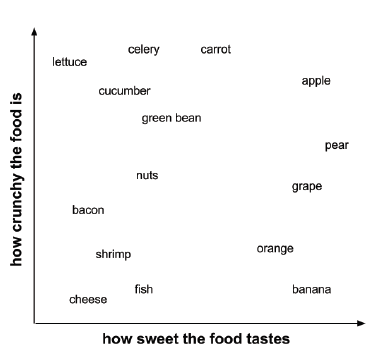 celery
carrot
lettuce
apple
cucumber
green bean
pear
nuts
grape
bacon
orange
shrimp
fish
banana
cheese
how crunchy the food is
how sweet the food tastes